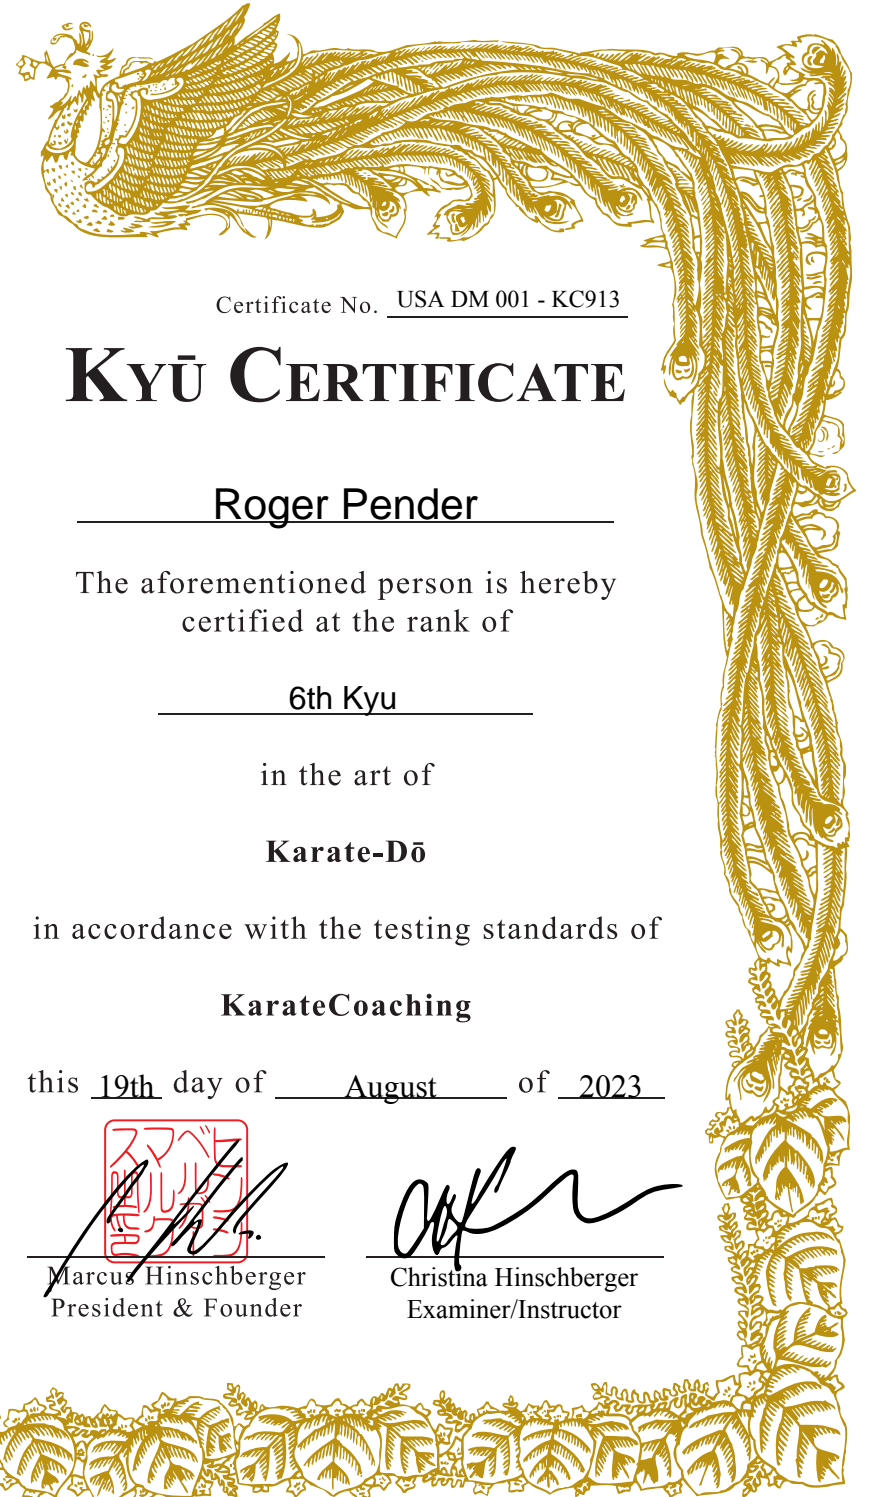 Certificate No. USA DM 001 - KC913
KYŪ CERTIFICATE
Roger Pender
The aforementioned person is hereby
certified at the rank of
6th Kyu
in the art of
Karate-Dō
in accordance with the testing standards of
KarateCoaching
this 19th day of August of 2023
Marcus Hinschberger
President & Founder
Christina Hinschberger
Examiner/Instructor